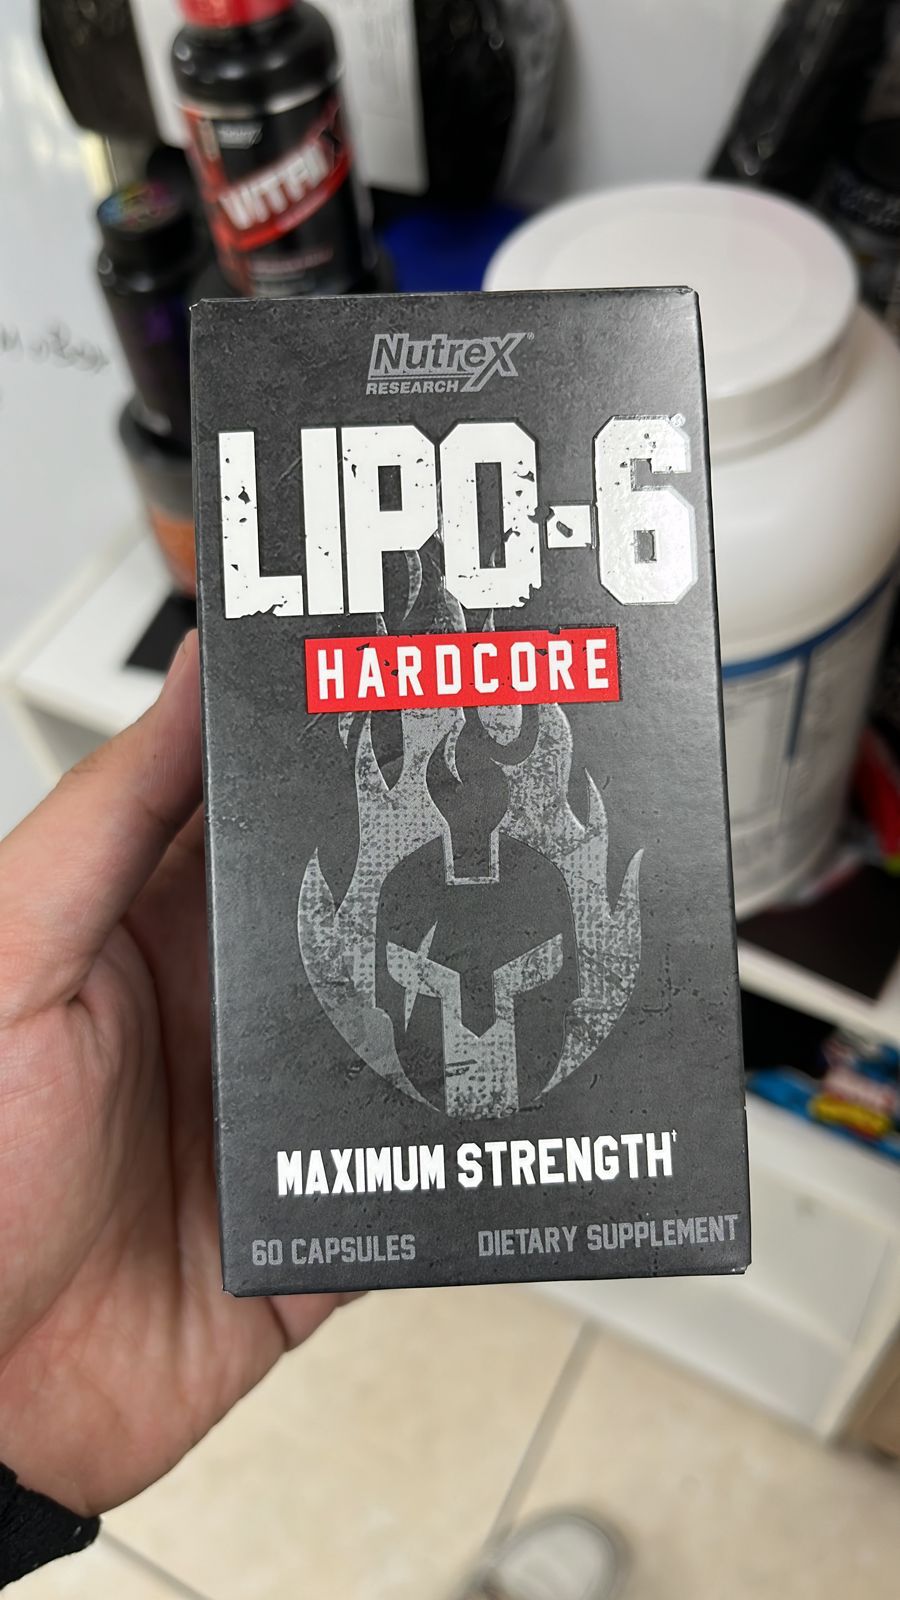 Nutrex
RESEARCH
LIPO-6®
HARDCORE
MAXIMUM STRENGTH†
60 CAPSULES
DIETARY SUPPLEMENT